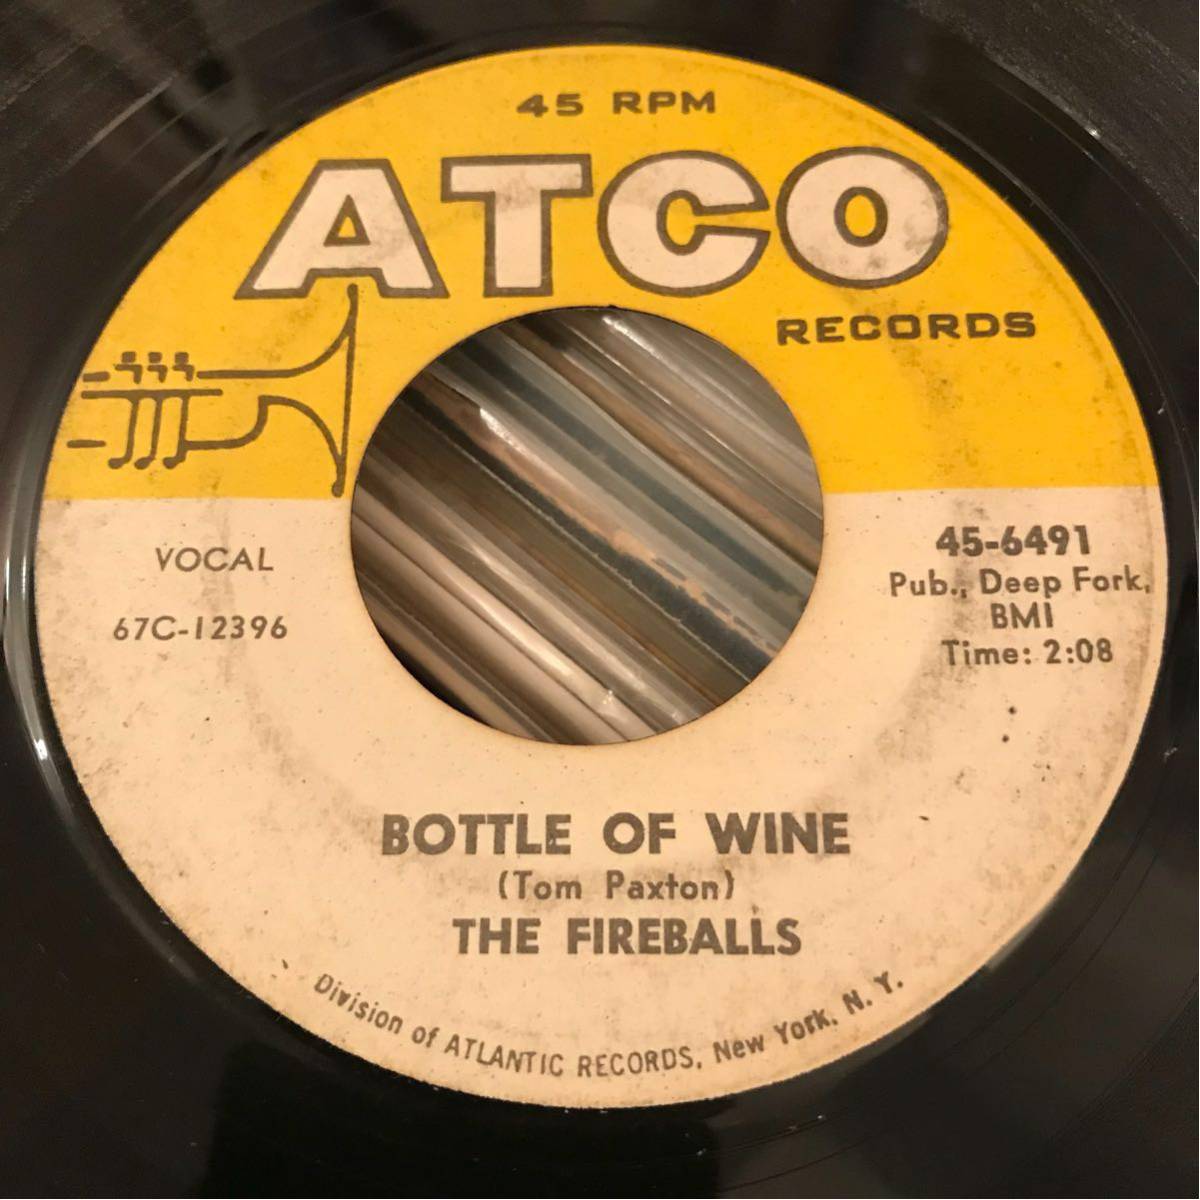 45 RPM
ATCO
RECORDS
VOCAL
67C-12396
45-6491
Pub., Deep Fork,
BMI
Time: 2:08
BOTTLE OF WINE
(Tom Paxton)
THE FIREBALLS
Division of ATLANTIC RECORDS, New York, N. Y.